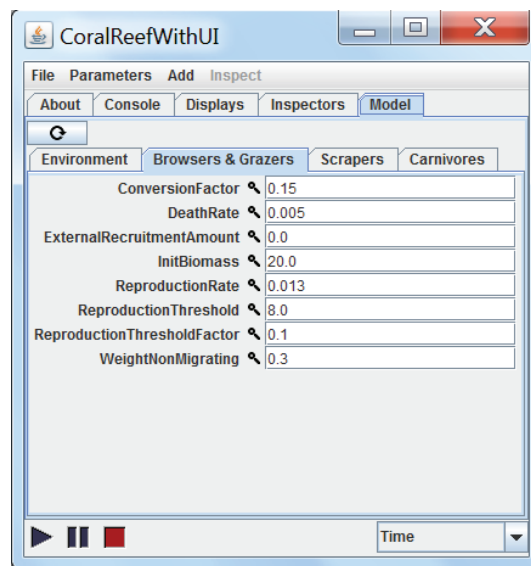 CoralReefWithUI
File Parameters Add Inspect
About Console Displays Inspectors Model
Environment Browsers & Grazers Scrapers Carnivores
ConversionFactor 0.15
DeathRate 0.005
ExternalRecruitmentAmount 0.0
InitBiomass 20.0
ReproductionRate 0.013
ReproductionThreshold 8.0
ReproductionThresholdFactor 0.1
WeightNonMigrating 0.3
Time